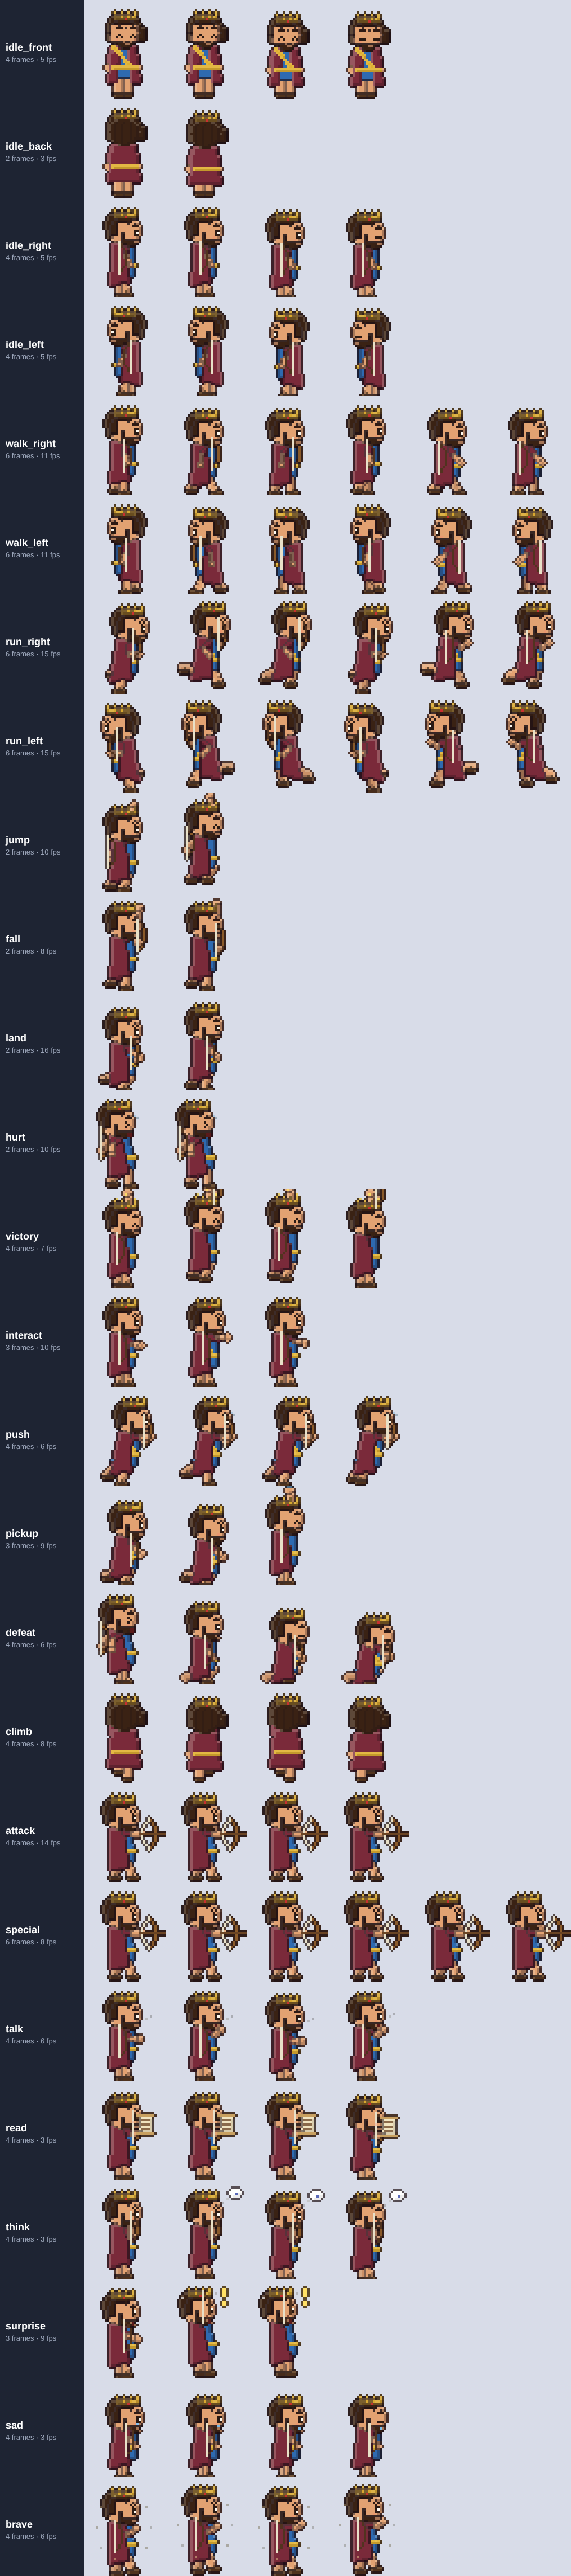 idle_front
4 frames · 5 fps
idle_back
2 frames · 3 fps
idle_right
4 frames · 5 fps
idle_left
4 frames · 5 fps
walk_right
6 frames · 11 fps
walk_left
6 frames · 11 fps
run_right
6 frames · 15 fps
run_left
6 frames · 15 fps
jump
2 frames · 10 fps
fall
2 frames · 8 fps
land
2 frames · 16 fps
hurt
2 frames · 10 fps
victory
4 frames · 7 fps
interact
3 frames · 10 fps
push
4 frames · 6 fps
pickup
3 frames · 9 fps
defeat
4 frames · 6 fps
climb
4 frames · 8 fps
attack
4 frames · 14 fps
special
6 frames · 8 fps
talk
4 frames · 6 fps
read
4 frames · 3 fps
think
4 frames · 3 fps
surprise
3 frames · 9 fps
sad
4 frames · 3 fps
brave
4 frames · 6 fps